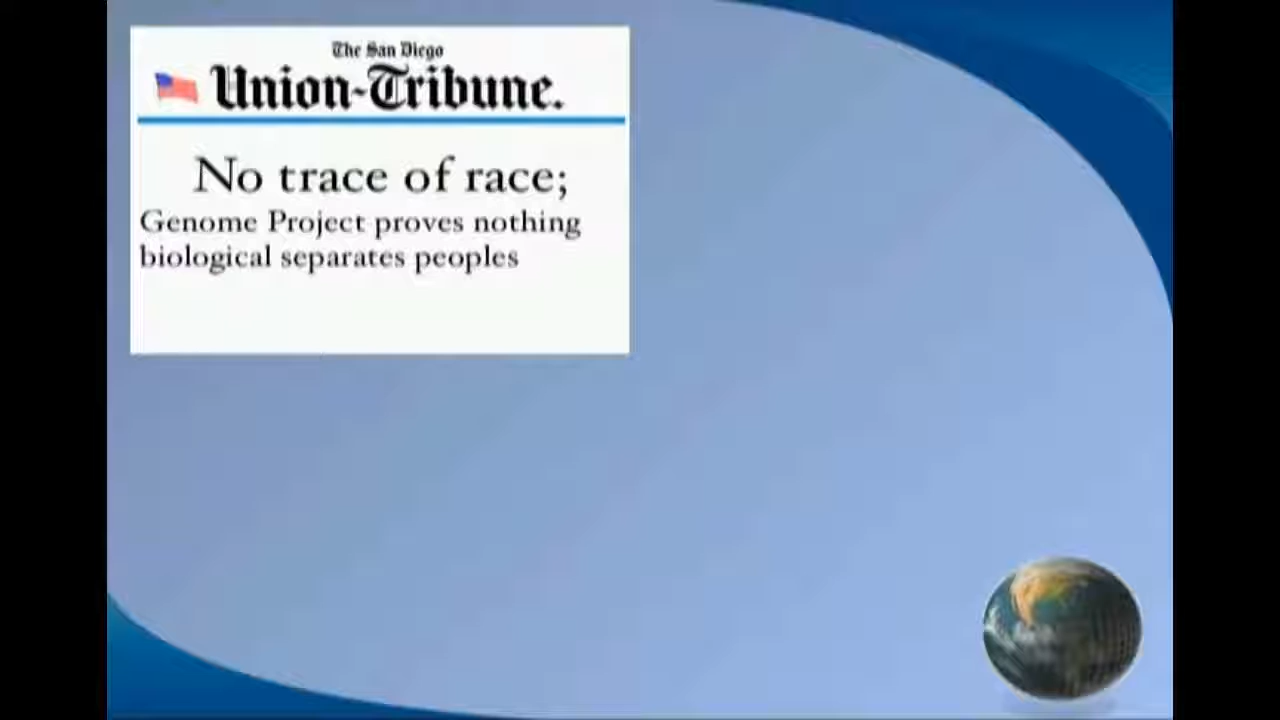 The San Diego
Union-Tribune.
No trace of race;
Genome Project proves nothing
biological separates peoples